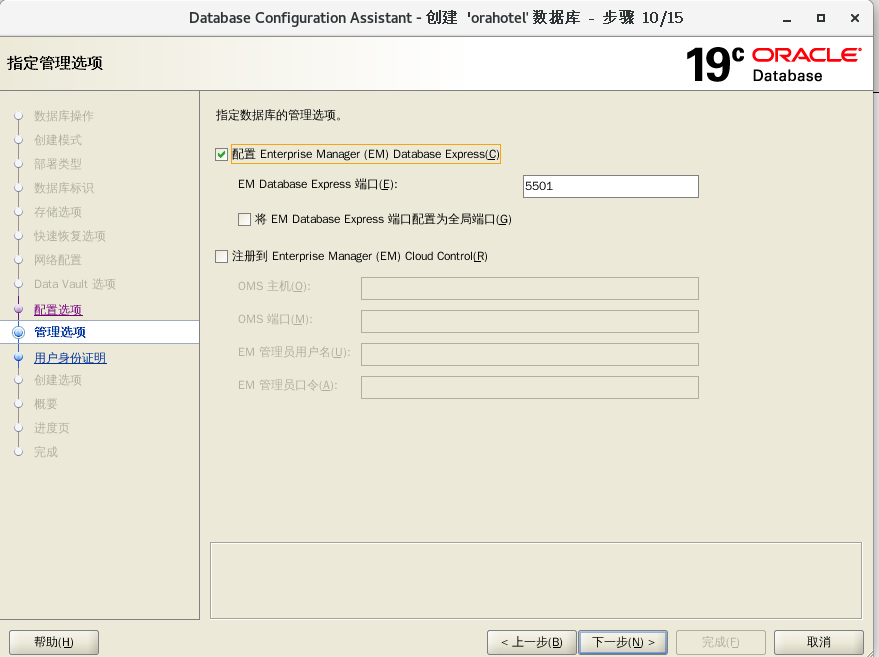 Database Configuration Assistant - 创建 'orahotel' 数据库 - 步骤 10/15
指定管理选项
19c ORACLE
Database
数据库操作
创建模式
部署类型
数据库标识
存储选项
快速恢复选项
网络配置
Data Vault 选项
配置选项
管理选项
用户身份证明
创建选项
概要
进度页
完成
指定数据库的管理选项。
配置 Enterprise Manager (EM) Database Express(C)
EM Database Express 端口(E): 5501
将 EM Database Express 端口配置为全局端口(G)
注册到 Enterprise Manager (EM) Cloud Control(R)
OMS 主机(O):
OMS 端口(M):
EM 管理员用户名(U):
EM 管理员口令(A):
帮助(H) < 上一步(B) 下一步(N) > 完成(F) 取消